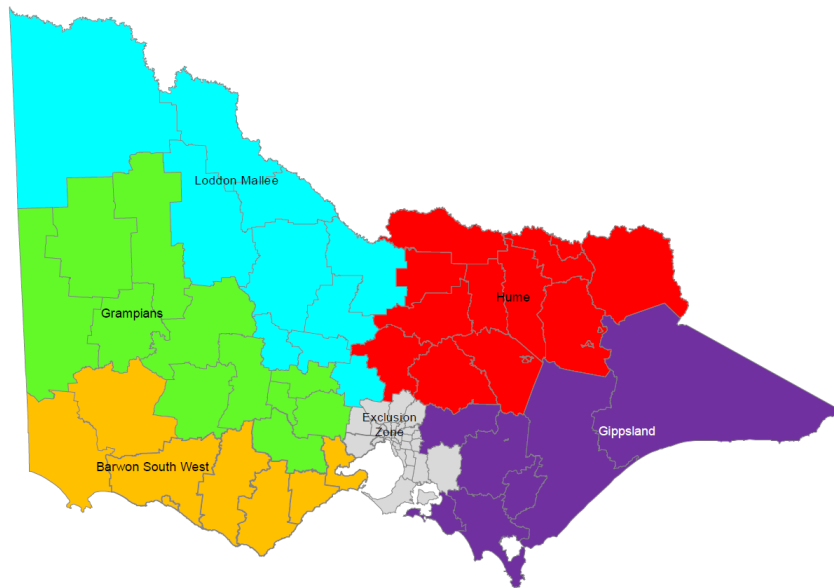 Loddon Mallee
Hume
Grampians
Exclusion
Zone
Gippsland
Barwon South West